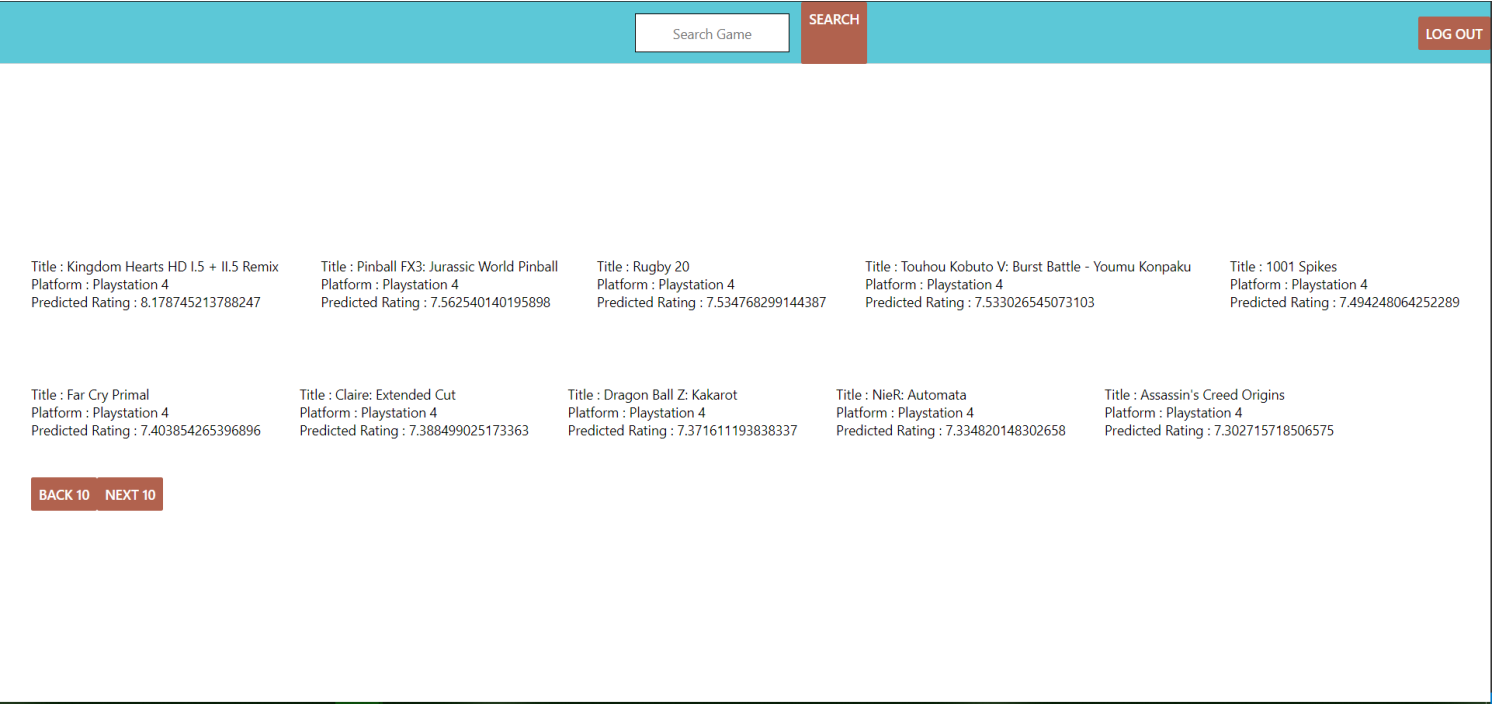 Search Game
SEARCH
LOG OUT
Title : Kingdom Hearts HD I.5 + II.5 Remix
Platform : Playstation 4
Predicted Rating : 8.178745213788247
Title : Pinball FX3: Jurassic World Pinball
Platform : Playstation 4
Predicted Rating : 7.562540140195898
Title : Rugby 20
Platform : Playstation 4
Predicted Rating : 7.534768299144387
Title : Touhou Kobuto V: Burst Battle - Youmu Konpaku
Platform : Playstation 4
Predicted Rating : 7.533026545073103
Title : 1001 Spikes
Platform : Playstation 4
Predicted Rating : 7.494248064252289
Title : Far Cry Primal
Platform : Playstation 4
Predicted Rating : 7.403854265396896
Title : Claire: Extended Cut
Platform : Playstation 4
Predicted Rating : 7.388499025173363
Title : Dragon Ball Z: Kakarot
Platform : Playstation 4
Predicted Rating : 7.371611193838337
Title : NieR: Automata
Platform : Playstation 4
Predicted Rating : 7.334820148302658
Title : Assassin's Creed Origins
Platform : Playstation 4
Predicted Rating : 7.302715718506575
BACK 10
NEXT 10